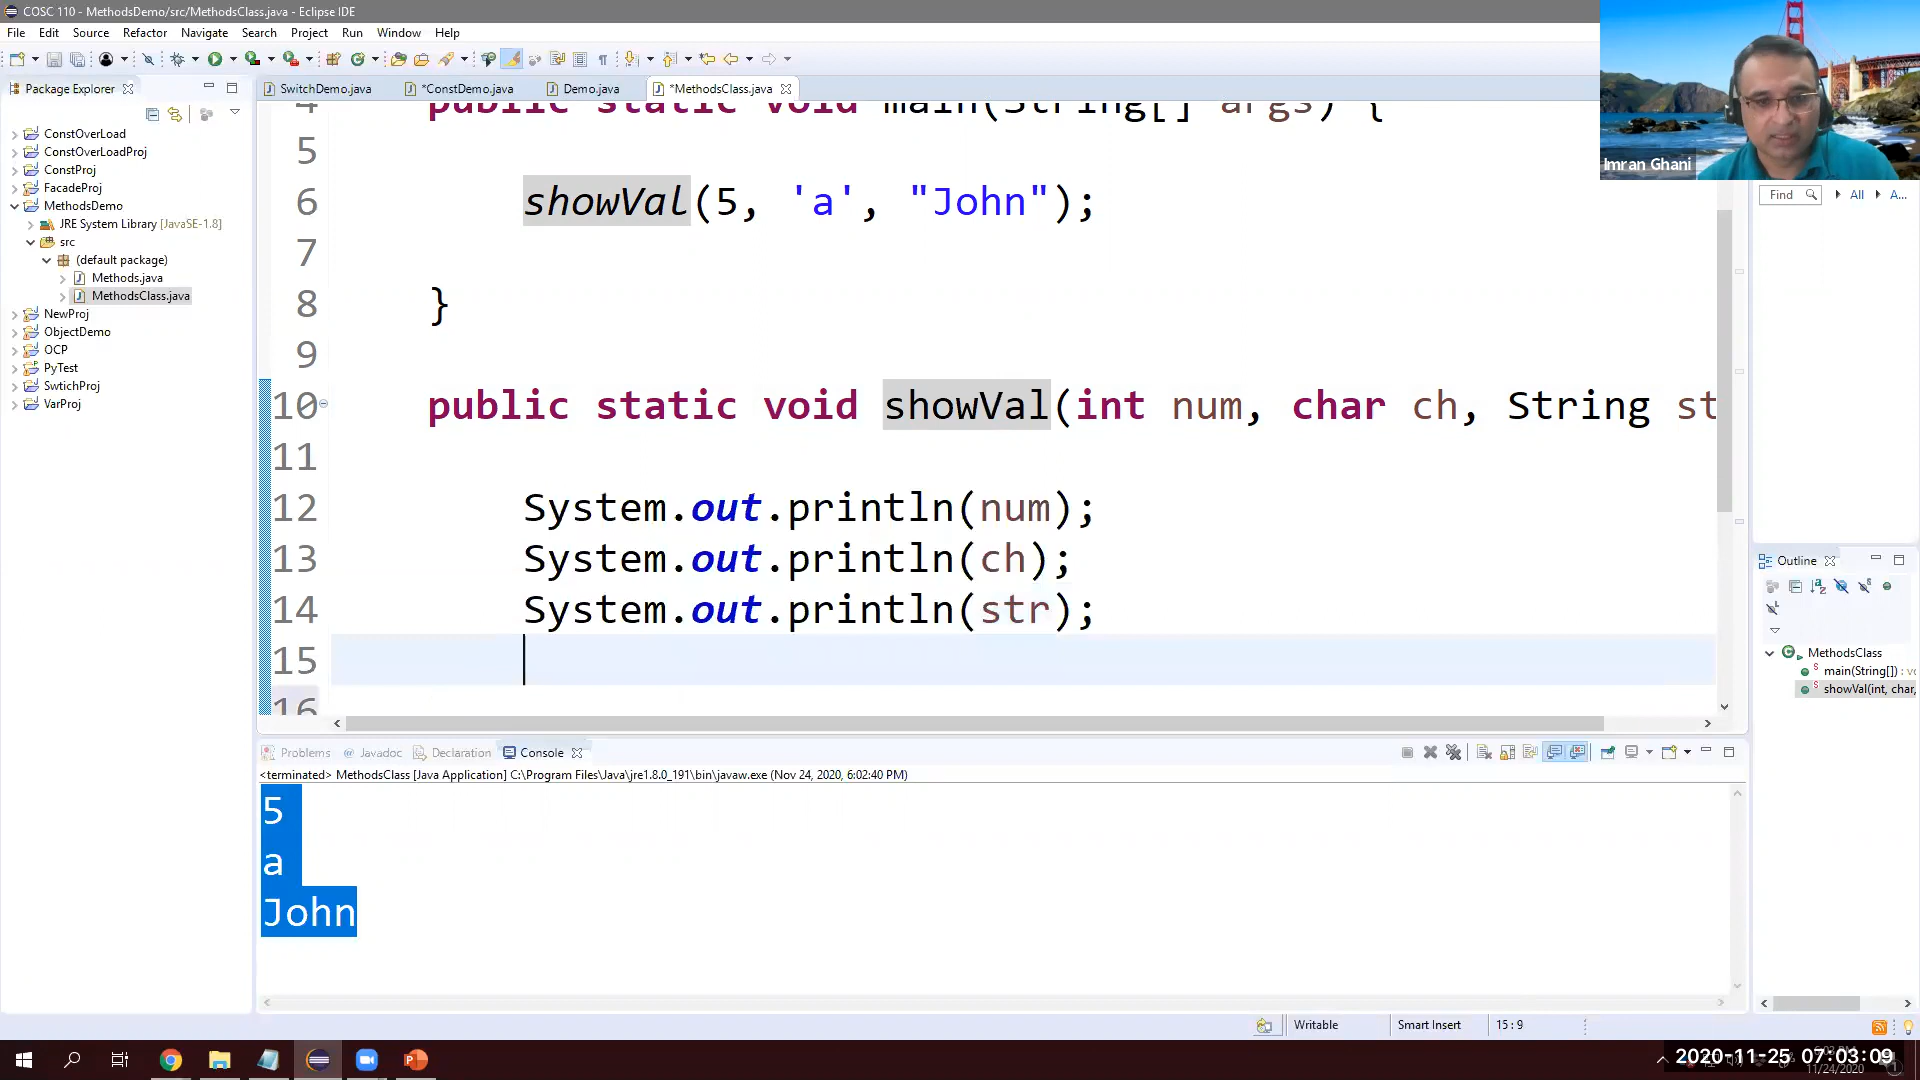 COSC 110 - MethodsDemo/src/MethodsClass.java - Eclipse IDE
File Edit Source Refactor Navigate Search Project Run Window Help
Package Explorer
SwitchDemo.java *ConstDemo.java Demo.java *MethodsClass.java
ConstOverLoad
ConstOverLoadProj
ConstProj
FacadeProj
MethodsDemo
JRE System Library [JavaSE-1.8]
src
(default package)
Methods.java
MethodsClass.java
NewProj
ObjectDemo
OCP
PyTest
SwtichProj
VarProj
4 public static void main(String[] args) {
5
6 showVal(5, 'a', "John");
7
8 }
9
10 public static void showVal(int num, char ch, String st
11
12 System.out.println(num);
13 System.out.println(ch);
14 System.out.println(str);
15
16
Imran Ghani
Find All A...
Outline
MethodsClass
main(String[]) : vo
showVal(int, char,
Problems Javadoc Declaration Console
<terminated> MethodsClass [Java Application] C:\Program Files\Java\jre1.8.0_191\bin\javaw.exe (Nov 24, 2020, 6:02:40 PM)
5
a
John
Writable Smart Insert 15 : 9
2020-11-25 07:03:09
11/24/2020